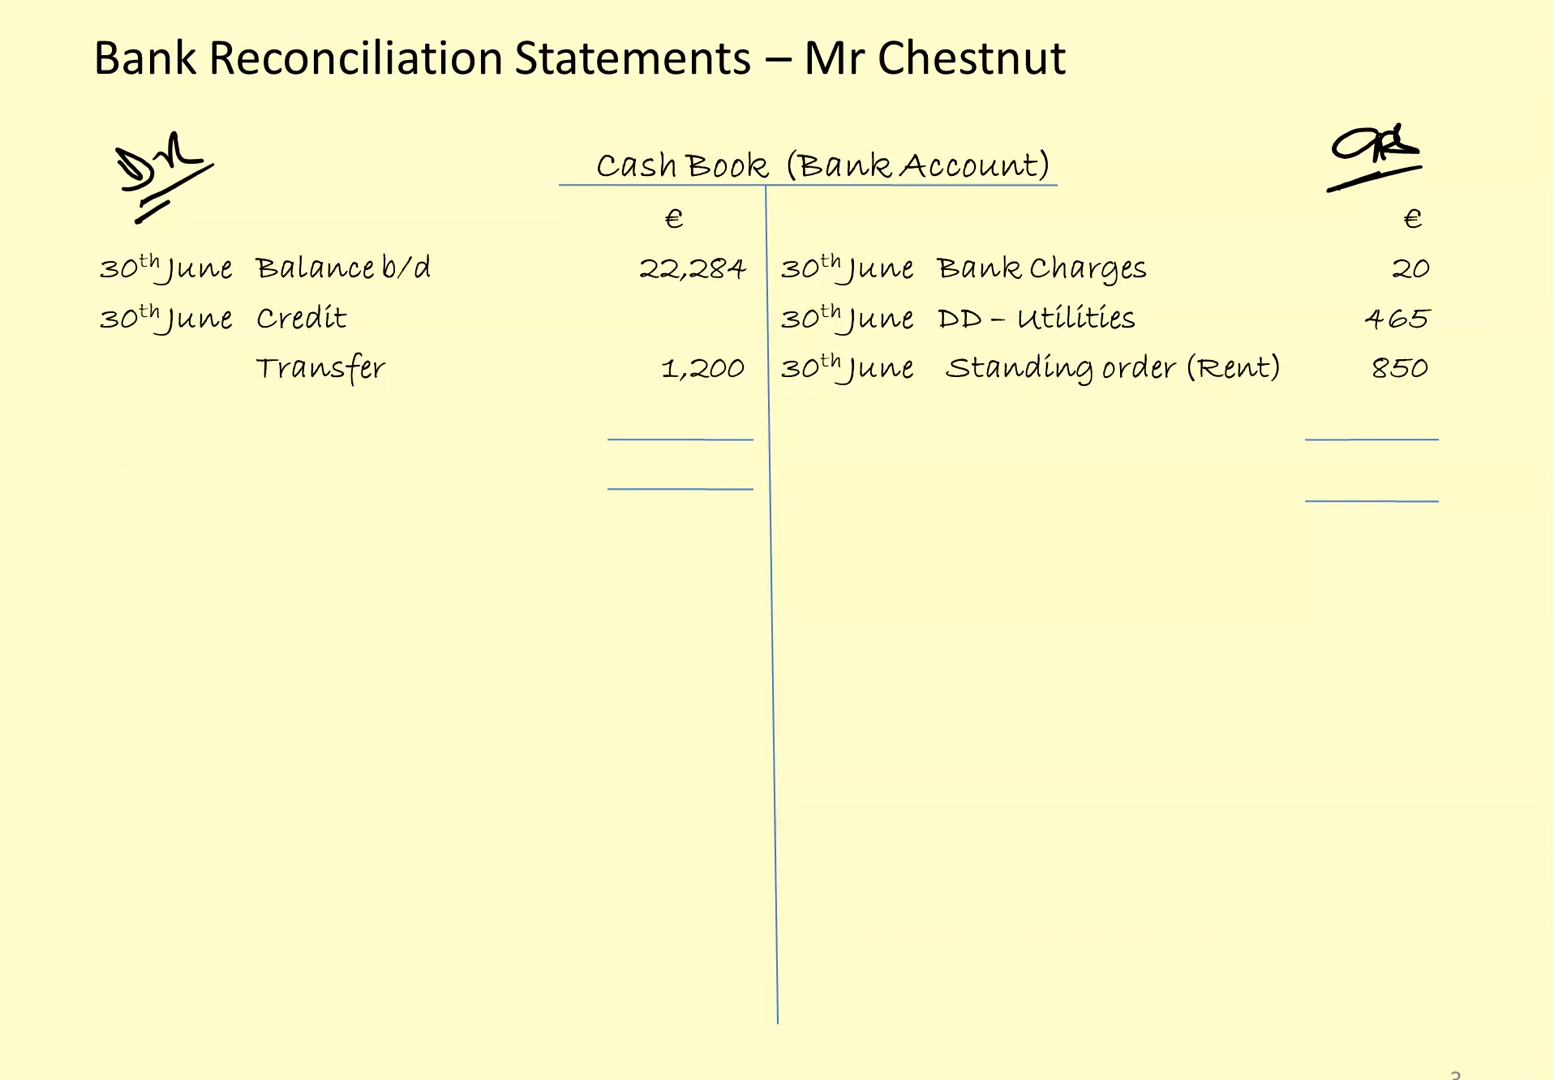 Bank Reconciliation Statements – Mr Chestnut
Dr
Cr
Cash Book (Bank Account)
€ €
30th June Balance b/d 22,284 30th June Bank Charges 20
30th June Credit 30th June DD – Utilities 465
Transfer 1,200 30th June Standing order (Rent) 850